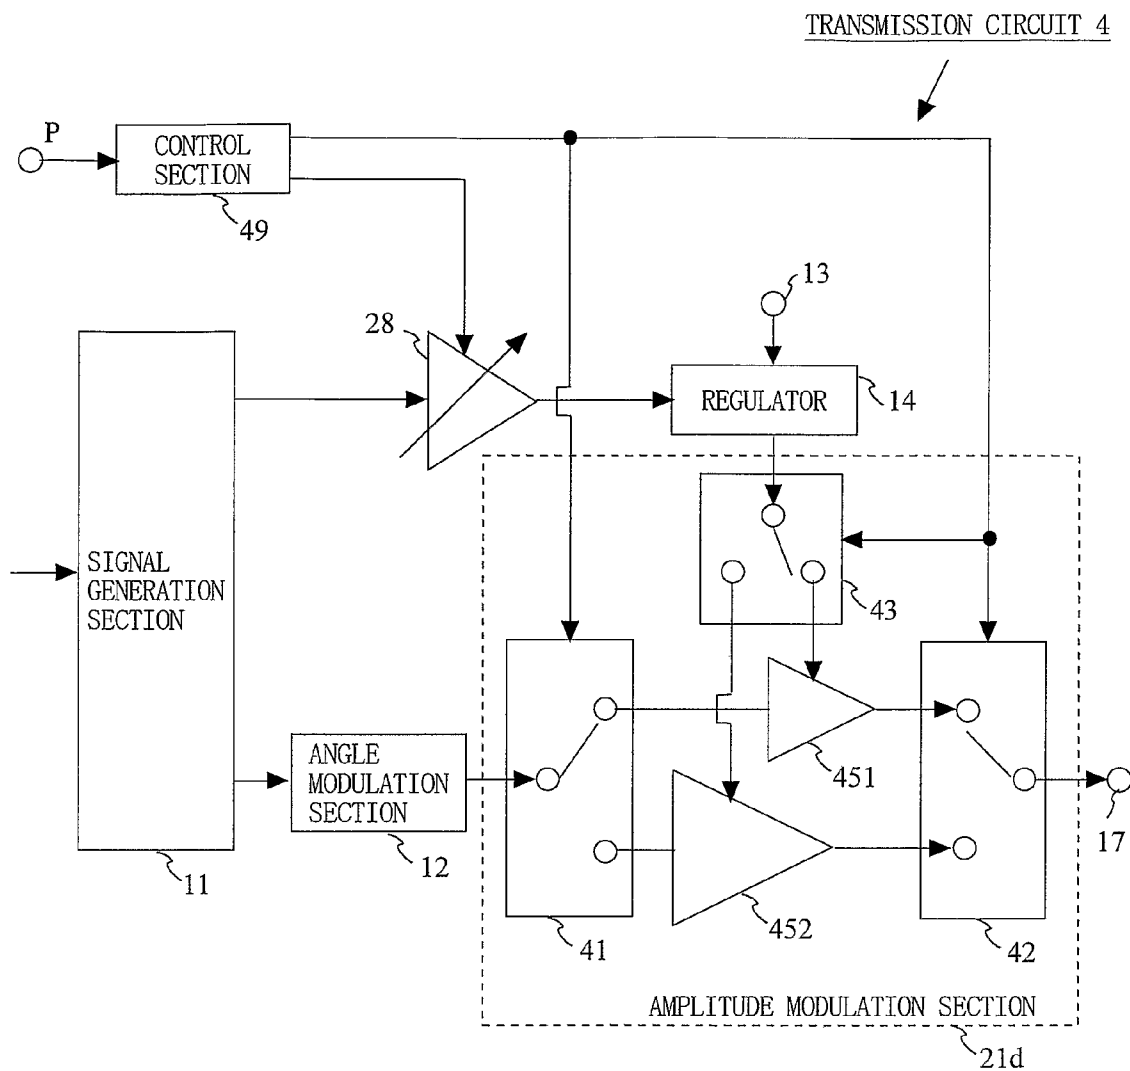 TRANSMISSION CIRCUIT 4
P
CONTROL
SECTION
49
13
28
REGULATOR
14
SIGNAL
GENERATION
SECTION
43
451
ANGLE
MODULATION
SECTION
12
17
11
452
41
42
AMPLITUDE MODULATION SECTION
21d